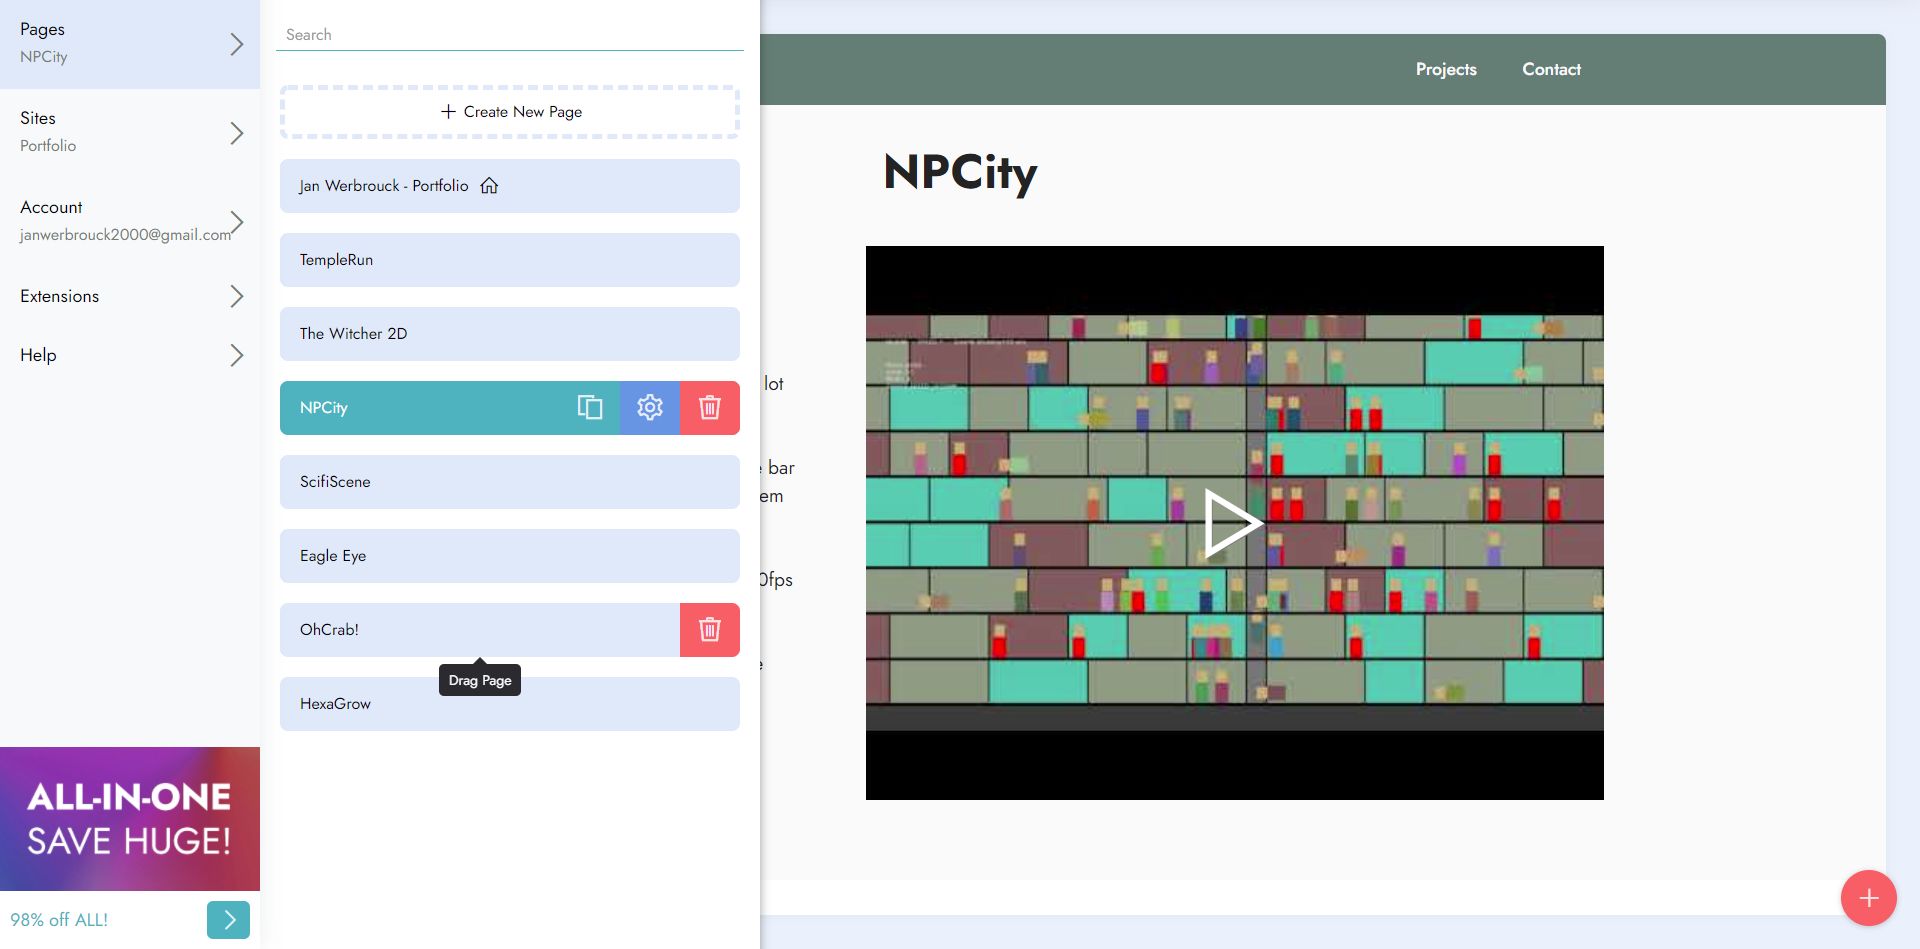 Pages
NPCity
Sites
Portfolio
Account
janwerbrouck2000@gmail.com
Extensions
Help
ALL-IN-ONE
SAVE HUGE!
98% off ALL!
Search
Create New Page
Jan Werbrouck - Portfolio
TempleRun
The Witcher 2D
NPCity
ScifiScene
Eagle Eye
OhCrab!
Drag Page
HexaGrow
Projects
Contact
NPCity
lot
bar
em
0fps